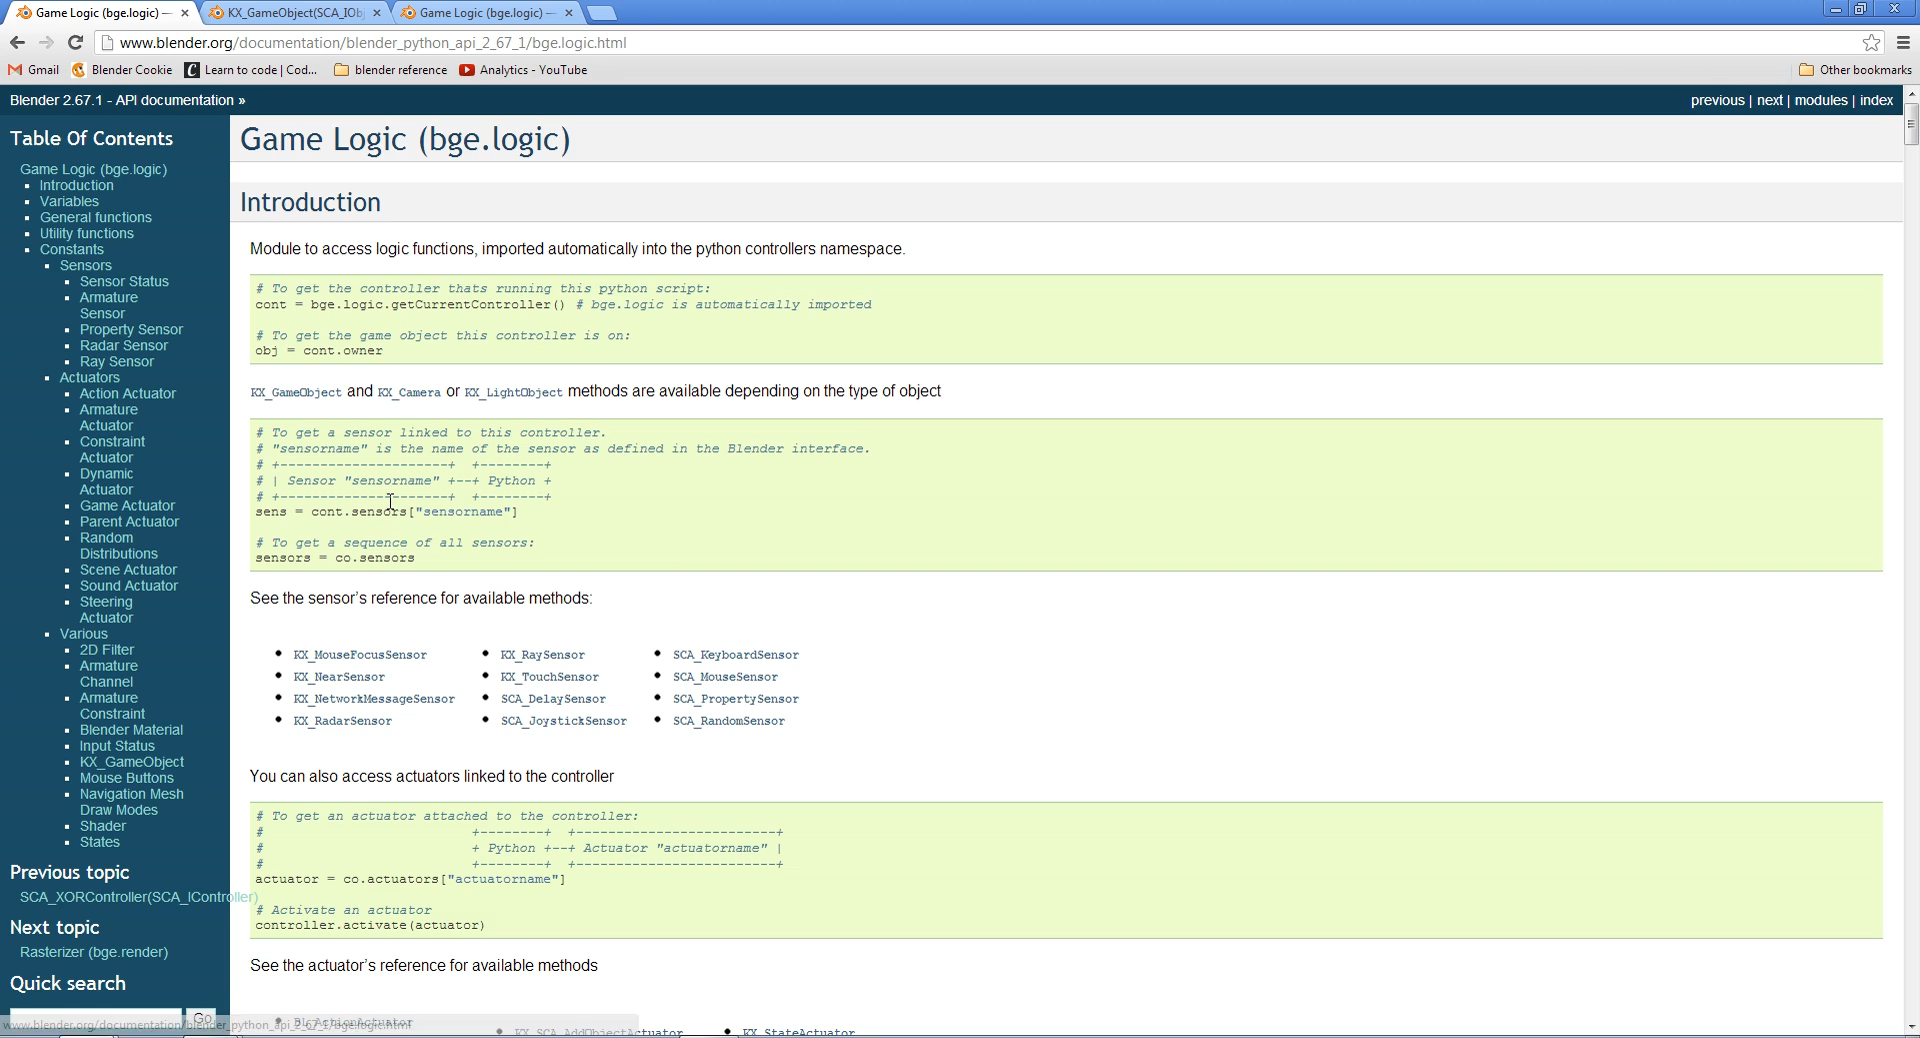 Game Logic (bge.logic) —
KX_GameObject(SCA_IObj
Game Logic (bge.logic) —
www.blender.org/documentation/blender_python_api_2_67_1/bge.logic.html
Gmail Blender Cookie Learn to code | Cod... blender reference Analytics - YouTube Other bookmarks
Blender 2.67.1 - API documentation »
previous | next | modules | index
Table Of Contents
Game Logic (bge.logic)
Introduction
Variables
General functions
Utility functions
Constants
Sensors
Sensor Status
Armature
Sensor
Property Sensor
Radar Sensor
Ray Sensor
Actuators
Action Actuator
Armature
Actuator
Constraint
Actuator
Dynamic
Actuator
Game Actuator
Parent Actuator
Random
Distributions
Scene Actuator
Sound Actuator
Steering
Actuator
Various
2D Filter
Armature
Channel
Armature
Constraint
Blender Material
Input Status
KX_GameObject
Mouse Buttons
Navigation Mesh
Draw Modes
Shader
States
Previous topic
SCA_XORController(SCA_IController)
Next topic
Rasterizer (bge.render)
Quick search
Go
www.blender.org/documentation/blender_python_api_2_67_1/bge.logic.html
Game Logic (bge.logic)
Introduction
Module to access logic functions, imported automatically into the python controllers namespace.
# To get the controller thats running this python script:
cont = bge.logic.getCurrentController() # bge.logic is automatically imported
# To get the game object this controller is on:
obj = cont.owner
KX_GameObject and KX_Camera or KX_LightObject methods are available depending on the type of object
# To get a sensor linked to this controller.
# "sensorname" is the name of the sensor as defined in the Blender interface.
# +---------------------+  +--------+
# | Sensor "sensorname" +--+ Python +
# +---------------------+  +--------+
sens = cont.sensors["sensorname"]
# To get a sequence of all sensors:
sensors = co.sensors
See the sensor's reference for available methods:
KX_MouseFocusSensor KX_RaySensor SCA_KeyboardSensor
KX_NearSensor KX_TouchSensor SCA_MouseSensor
KX_NetworkMessageSensor SCA_DelaySensor SCA_PropertySensor
KX_RadarSensor SCA_JoystickSensor SCA_RandomSensor
You can also access actuators linked to the controller
# To get an actuator attached to the controller:
#                          +--------+  +-------------------------+
#                          + Python +--+ Actuator "actuatorname" |
#                          +--------+  +-------------------------+
actuator = co.actuators["actuatorname"]
# Activate an actuator
controller.activate(actuator)
See the actuator's reference for available methods
BL_ActionActuator KX_SCA_AddObjectActuator KX_StateActuator